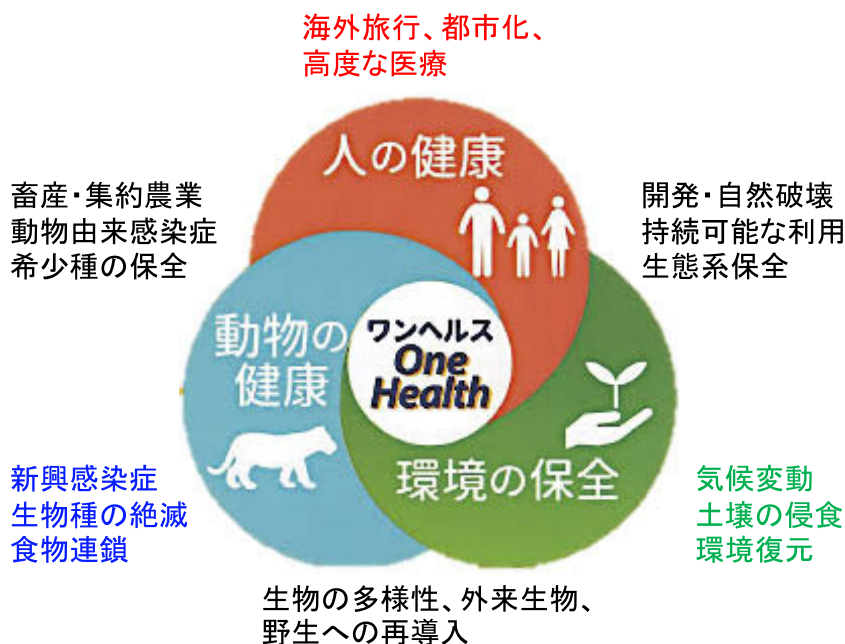 海外旅行、都市化、
高度な医療
人の健康
畜産・集約農業
動物由来感染症
希少種の保全
開発・自然破壊
持続可能な利用
生態系保全
動物の
健康
ワンヘルス
One
Health
環境の保全
新興感染症
生物種の絶滅
食物連鎖
気候変動
土壌の侵食
環境復元
生物の多様性、外来生物、
野生への再導入